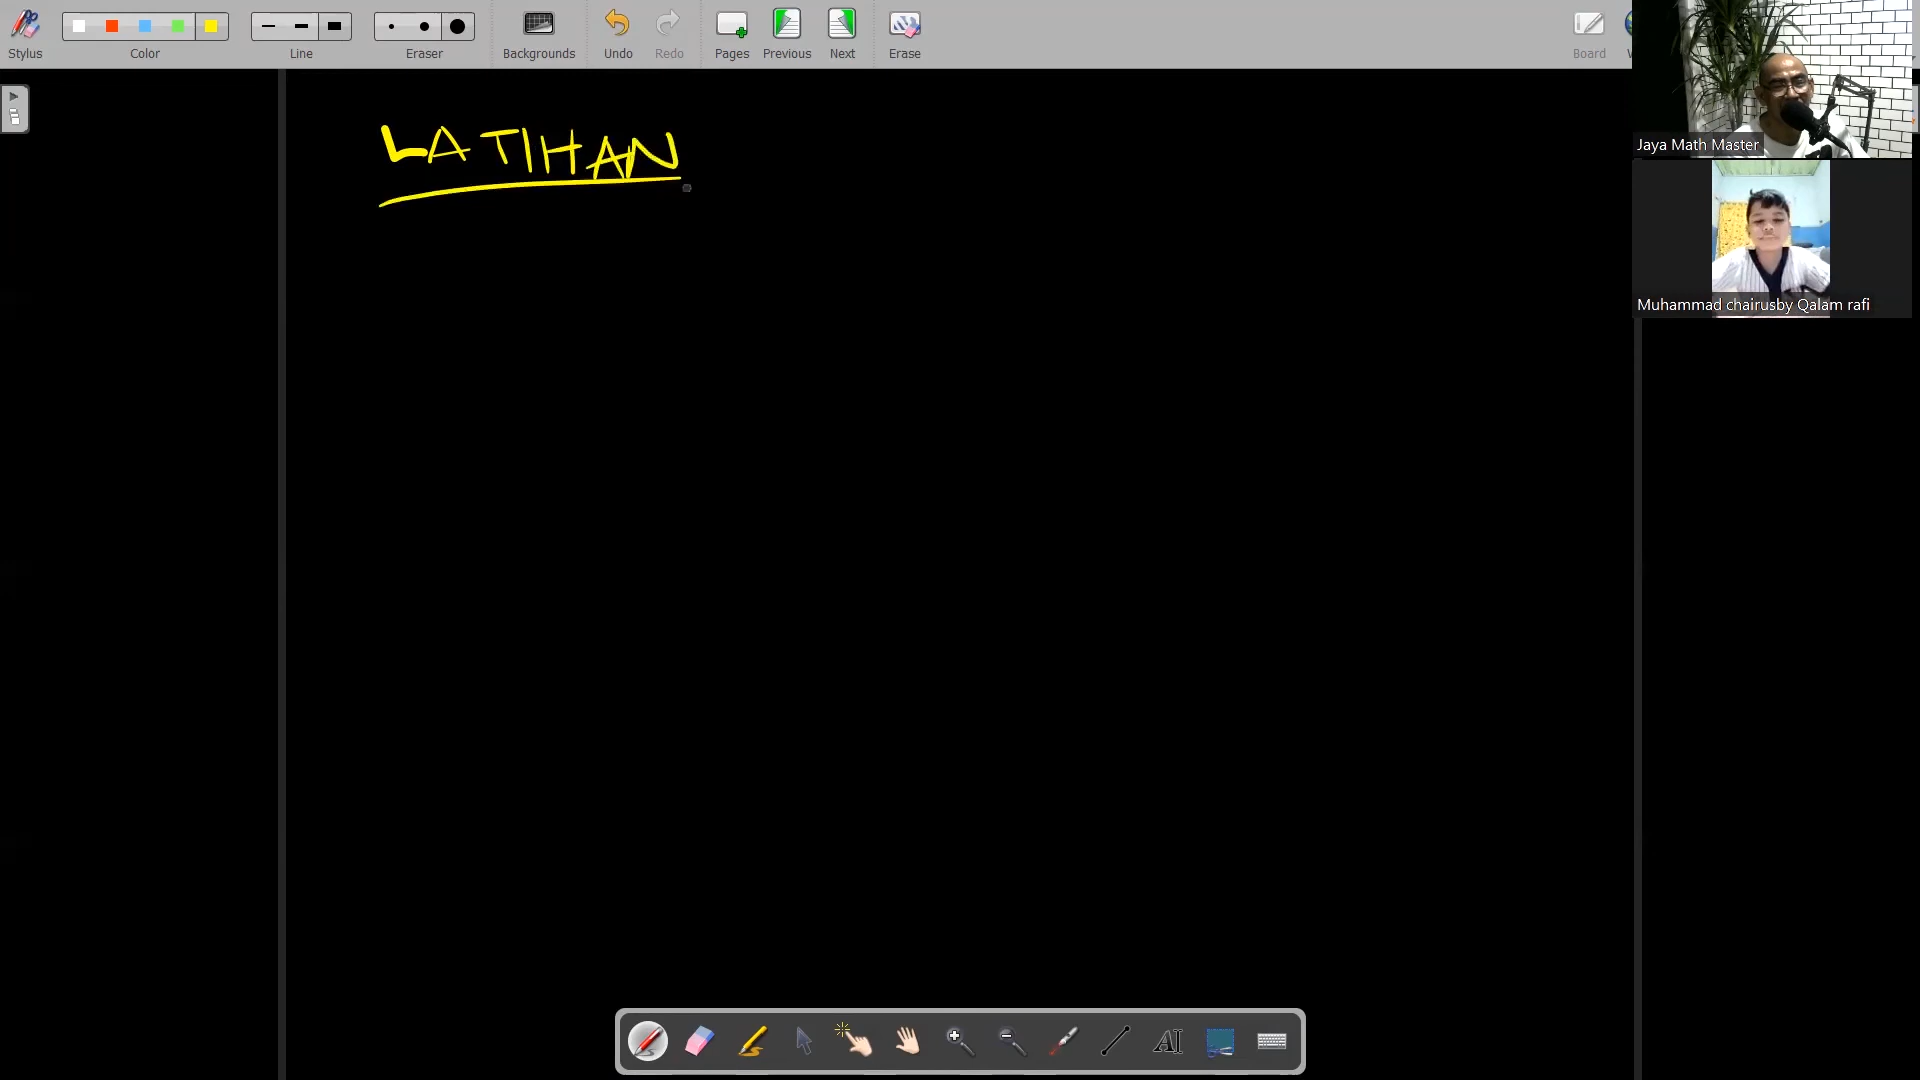 Stylus Color Line Eraser Backgrounds Undo Redo Pages Previous Next Erase Board
LATIHAN
Jaya Math Master
Muhammad chairusby Qalam rafi
AI